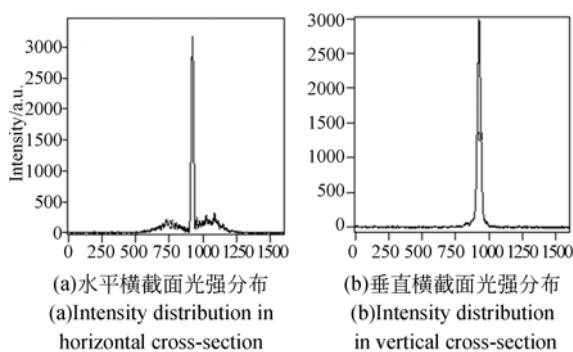 Intensity/a.u.
3000
2500
2000
1500
1000
500
0
0 250 500 750 1000 1500
3000
2500
2000
1500
1000
500
0
0 250 500 750 1000 1500
(a)水平横截面光强分布
(a)Intensity distribution in
horizontal cross-section
(b)垂直横截面光强分布
(b)Intensity distribution
in vertical cross-section